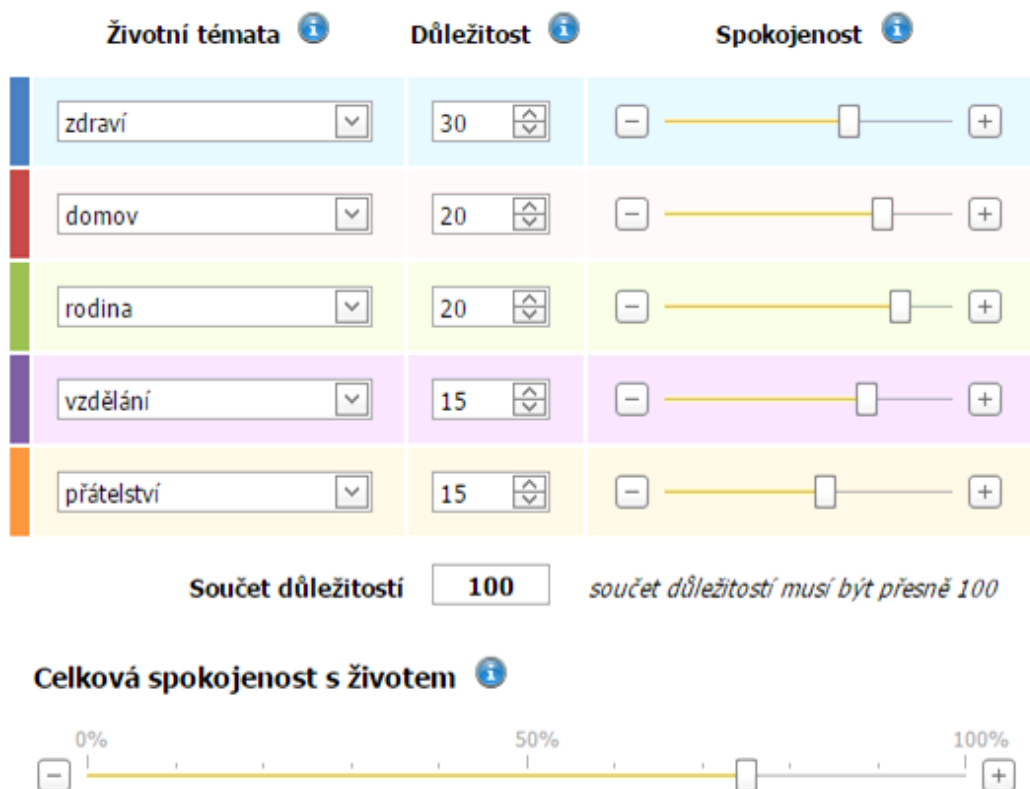 Životní témata Důležitost Spokojenost
zdraví 30
domov 20
rodina 20
vzdělání 15
přátelství 15
Součet důležitostí 100 součet důležitostí musí být přesně 100
Celková spokojenost s životem
0% 50% 100%